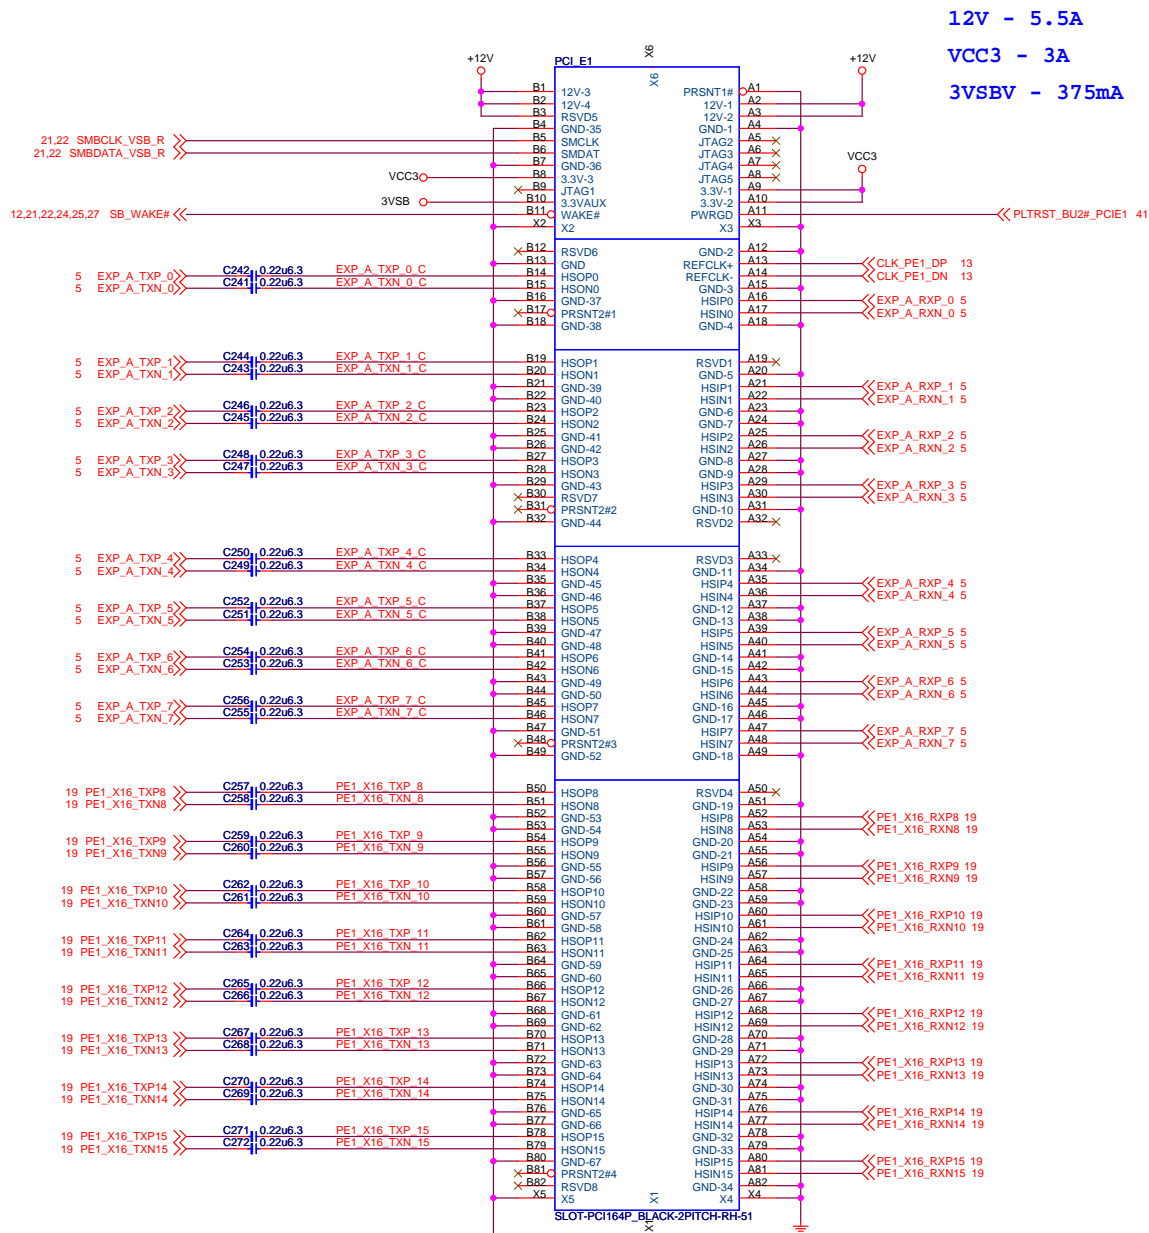 12V - 5.5A
VCC3 - 3A
3VSBV - 375mA
X6
+12V PCI_E1 X6 +12V
B1 12V-3 PRSNT1# A1
B2 12V-4 12V-1 A2
B3 RSVD5 12V-2 A3
B4 GND-35 GND-1 A4
21,22 SMBCLK_VSB_R B5 SMCLK JTAG2 A5
21,22 SMBDATA_VSB_R B6 SMDAT JTAG3 A6
B7 GND-36 JTAG4 A7 VCC3
VCC3 B8 3.3V-3 JTAG5 A8
B9 JTAG1 3.3V-1 A9
3VSB B10 3.3VAUX 3.3V-2 A10
12,21,22,24,25,27 SB_WAKE# B11 WAKE# PWRGD A11 PLTRST_BU2#_PCIE1 41
X2 X2 X3 X3
B12 RSVD6 GND-2 A12
B13 GND REFCLK+ A13 CLK_PE1_DP 13
5 EXP_A_TXP_0 C242 0.22u6.3 EXP_A_TXP_0_C B14 HSOP0 REFCLK- A14 CLK_PE1_DN 13
5 EXP_A_TXN_0 C241 0.22u6.3 EXP_A_TXN_0_C B15 HSON0 GND-3 A15
B16 GND-37 HSIP0 A16 EXP_A_RXP_0 5
B17 PRSNT2#1 HSIN0 A17 EXP_A_RXN_0 5
B18 GND-38 GND-4 A18
5 EXP_A_TXP_1 C244 0.22u6.3 EXP_A_TXP_1_C B19 HSOP1 RSVD1 A19
5 EXP_A_TXN_1 C243 0.22u6.3 EXP_A_TXN_1_C B20 HSON1 GND-5 A20
B21 GND-39 HSIP1 A21 EXP_A_RXP_1 5
B22 GND-40 HSIN1 A22 EXP_A_RXN_1 5
5 EXP_A_TXP_2 C246 0.22u6.3 EXP_A_TXP_2_C B23 HSOP2 GND-6 A23
5 EXP_A_TXN_2 C245 0.22u6.3 EXP_A_TXN_2_C B24 HSON2 GND-7 A24
B25 GND-41 HSIP2 A25 EXP_A_RXP_2 5
B26 GND-42 HSIN2 A26 EXP_A_RXN_2 5
5 EXP_A_TXP_3 C248 0.22u6.3 EXP_A_TXP_3_C B27 HSOP3 GND-8 A27
5 EXP_A_TXN_3 C247 0.22u6.3 EXP_A_TXN_3_C B28 HSON3 GND-9 A28
B29 GND-43 HSIP3 A29 EXP_A_RXP_3 5
B30 RSVD7 HSIN3 A30 EXP_A_RXN_3 5
B31 PRSNT2#2 GND-10 A31
B32 GND-44 RSVD2 A32
5 EXP_A_TXP_4 C250 0.22u6.3 EXP_A_TXP_4_C B33 HSOP4 RSVD3 A33
5 EXP_A_TXN_4 C249 0.22u6.3 EXP_A_TXN_4_C B34 HSON4 GND-11 A34
B35 GND-45 HSIP4 A35 EXP_A_RXP_4 5
B36 GND-46 HSIN4 A36 EXP_A_RXN_4 5
5 EXP_A_TXP_5 C252 0.22u6.3 EXP_A_TXP_5_C B37 HSOP5 GND-12 A37
5 EXP_A_TXN_5 C251 0.22u6.3 EXP_A_TXN_5_C B38 HSON5 GND-13 A38
B39 GND-47 HSIP5 A39 EXP_A_RXP_5 5
B40 GND-48 HSIN5 A40 EXP_A_RXN_5 5
5 EXP_A_TXP_6 C254 0.22u6.3 EXP_A_TXP_6_C B41 HSOP6 GND-14 A41
5 EXP_A_TXN_6 C253 0.22u6.3 EXP_A_TXN_6_C B42 HSON6 GND-15 A42
B43 GND-49 HSIP6 A43 EXP_A_RXP_6 5
B44 GND-50 HSIN6 A44 EXP_A_RXN_6 5
5 EXP_A_TXP_7 C256 0.22u6.3 EXP_A_TXP_7_C B45 HSOP7 GND-16 A45
5 EXP_A_TXN_7 C255 0.22u6.3 EXP_A_TXN_7_C B46 HSON7 GND-17 A46
B47 GND-51 HSIP7 A47 EXP_A_RXP_7 5
B48 PRSNT2#3 HSIN7 A48 EXP_A_RXN_7 5
B49 GND-52 GND-18 A49
19 PE1_X16_TXP8 C257 0.22u6.3 PE1_X16_TXP_8 B50 HSOP8 RSVD4 A50
19 PE1_X16_TXN8 C258 0.22u6.3 PE1_X16_TXN_8 B51 HSON8 GND-19 A51
B52 GND-53 HSIP8 A52 PE1_X16_RXP8 19
B53 GND-54 HSIN8 A53 PE1_X16_RXN8 19
19 PE1_X16_TXP9 C259 0.22u6.3 PE1_X16_TXP_9 B54 HSOP9 GND-20 A54
19 PE1_X16_TXN9 C260 0.22u6.3 PE1_X16_TXN_9 B55 HSON9 GND-21 A55
B56 GND-55 HSIP9 A56 PE1_X16_RXP9 19
B57 GND-56 HSIN9 A57 PE1_X16_RXN9 19
19 PE1_X16_TXP10 C262 0.22u6.3 PE1_X16_TXP_10 B58 HSOP10 GND-22 A58
19 PE1_X16_TXN10 C261 0.22u6.3 PE1_X16_TXN_10 B59 HSON10 GND-23 A59
B60 GND-57 HSIP10 A60 PE1_X16_RXP10 19
B61 GND-58 HSIN10 A61 PE1_X16_RXN10 19
19 PE1_X16_TXP11 C264 0.22u6.3 PE1_X16_TXP_11 B62 HSOP11 GND-24 A62
19 PE1_X16_TXN11 C263 0.22u6.3 PE1_X16_TXN_11 B63 HSON11 GND-25 A63
B64 GND-59 HSIP11 A64 PE1_X16_RXP11 19
B65 GND-60 HSIN11 A65 PE1_X16_RXN11 19
19 PE1_X16_TXP12 C265 0.22u6.3 PE1_X16_TXP_12 B66 HSOP12 GND-26 A66
19 PE1_X16_TXN12 C266 0.22u6.3 PE1_X16_TXN_12 B67 HSON12 GND-27 A67
B68 GND-61 HSIP12 A68 PE1_X16_RXP12 19
B69 GND-62 HSIN12 A69 PE1_X16_RXN12 19
19 PE1_X16_TXP13 C267 0.22u6.3 PE1_X16_TXP_13 B70 HSOP13 GND-28 A70
19 PE1_X16_TXN13 C268 0.22u6.3 PE1_X16_TXN_13 B71 HSON13 GND-29 A71
B72 GND-63 HSIP13 A72 PE1_X16_RXP13 19
B73 GND-64 HSIN13 A73 PE1_X16_RXN13 19
19 PE1_X16_TXP14 C270 0.22u6.3 PE1_X16_TXP_14 B74 HSOP14 GND-30 A74
19 PE1_X16_TXN14 C269 0.22u6.3 PE1_X16_TXN_14 B75 HSON14 GND-31 A75
B76 GND-65 HSIP14 A76 PE1_X16_RXP14 19
B77 GND-66 HSIN14 A77 PE1_X16_RXN14 19
19 PE1_X16_TXP15 C271 0.22u6.3 PE1_X16_TXP_15 B78 HSOP15 GND-32 A78
19 PE1_X16_TXN15 C272 0.22u6.3 PE1_X16_TXN_15 B79 HSON15 GND-33 A79
B80 GND-67 HSIP15 A80 PE1_X16_RXP15 19
B81 PRSNT2#4 HSIN15 A81 PE1_X16_RXN15 19
B82 RSVD8 GND-34 A82
X5 X5 X1 X4 X4
SLOT-PCI164P_BLACK-2PITCH-RH-51
X1